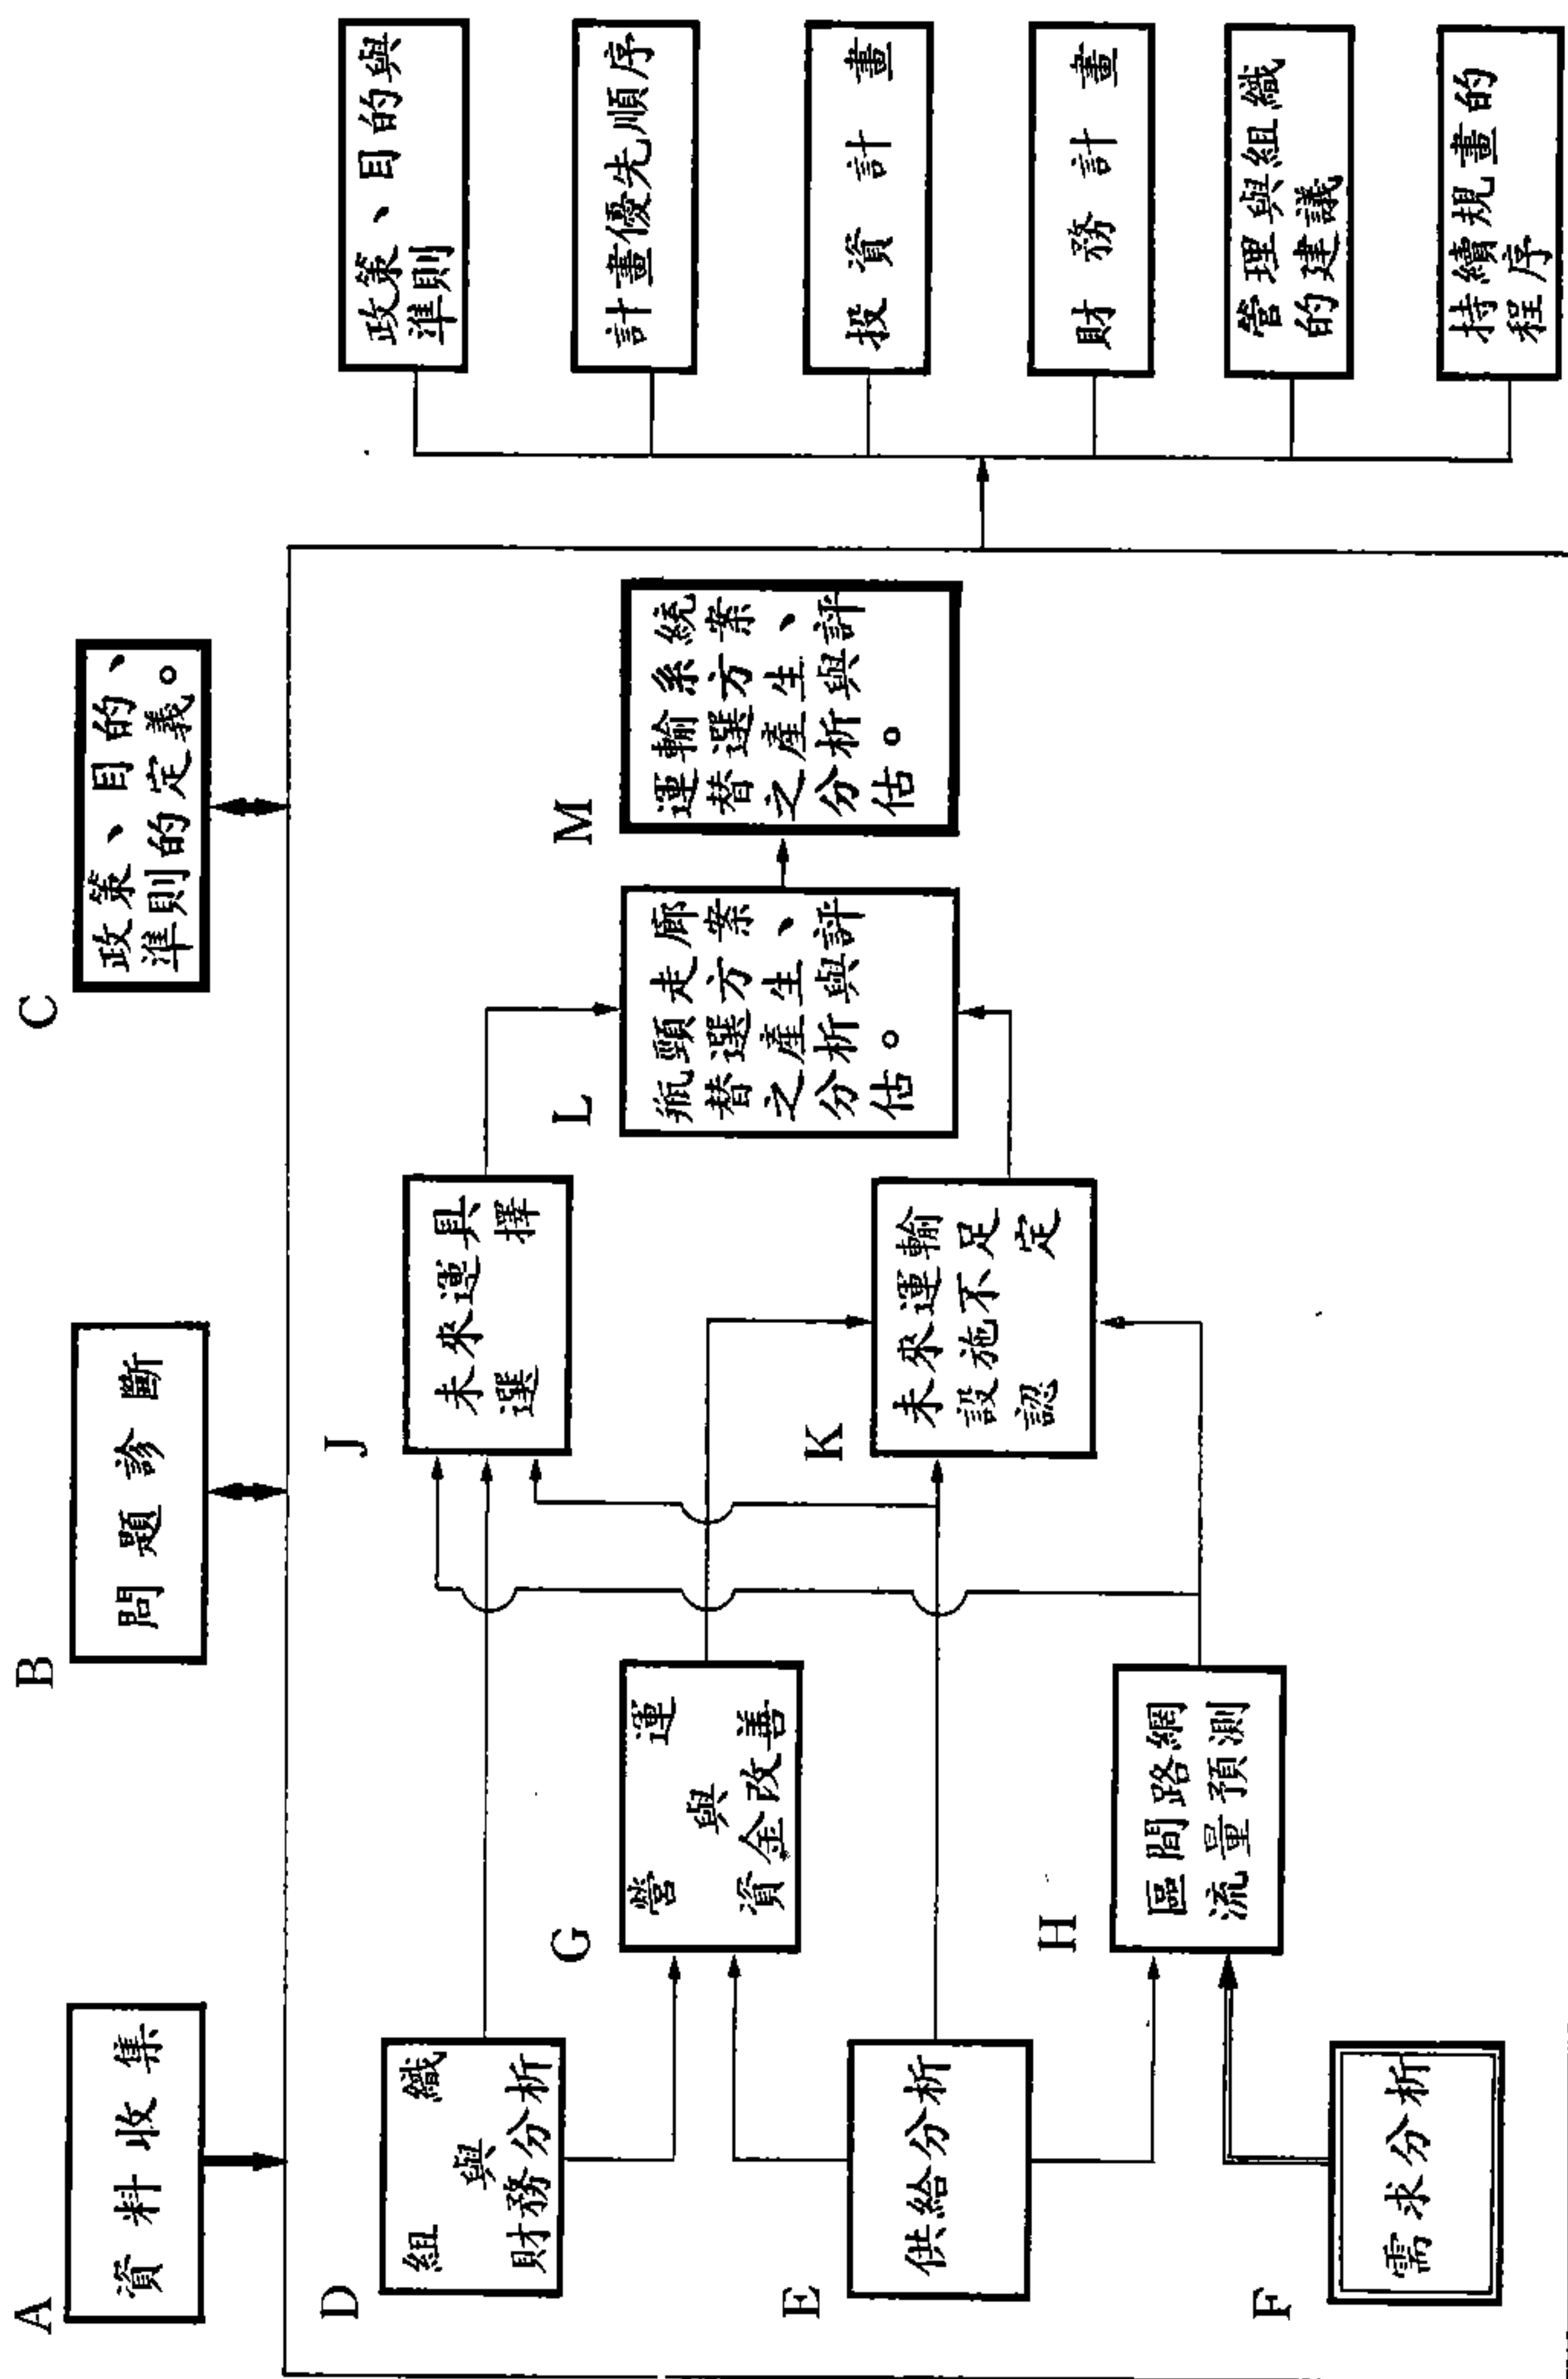 A
資料收集
B
問題診斷
C
政策、目的、
準則的定義。
D
組織
與
財務分析
E
供給分析
F
需求分析
G
營運
與
資金改善
H
區間路網
流量預測
J
未來運具
選擇
K
未來運輸
設施不足
認定
L
瓶頸走廊
替選方案
之產生、
分析與評
估。
M
運輸系統
替選方案
之產生、
分析與評
估。
政策、目的與
準則
計畫優先順序
投資計畫
財務計畫
管理與組織
的建議
持續規畫的
程序